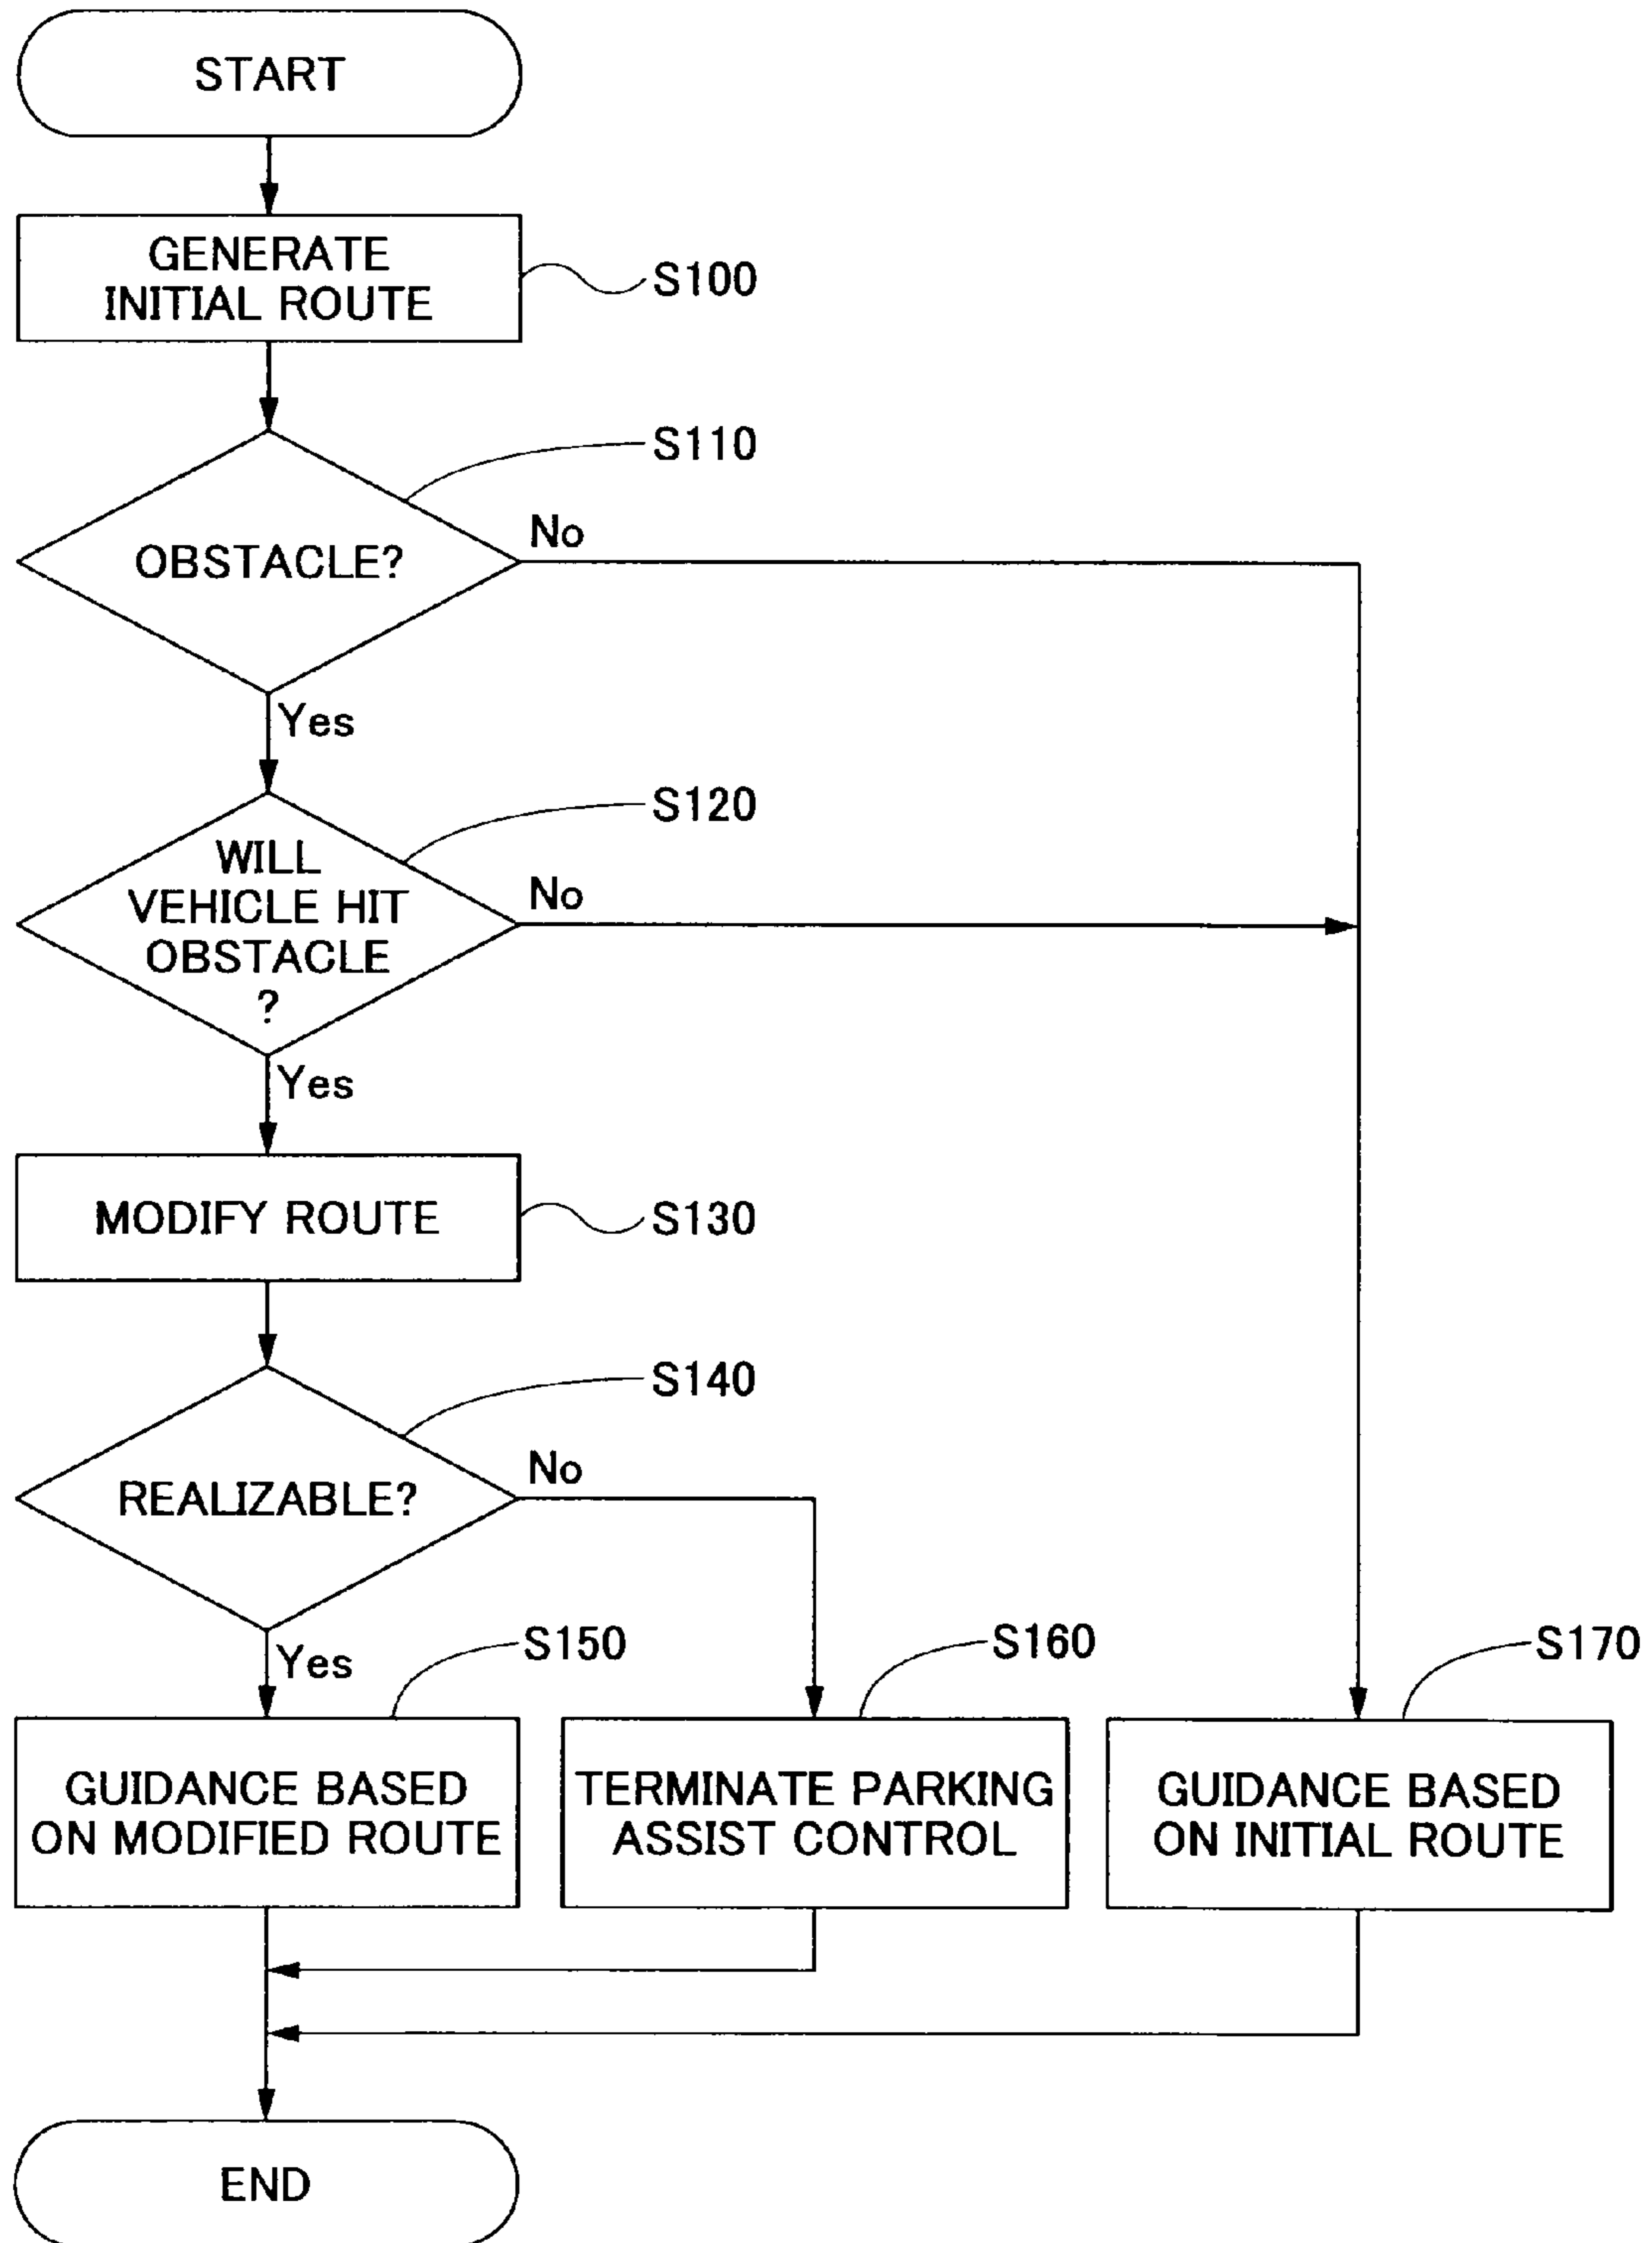 START
GENERATE
INITIAL ROUTE
S100
S110
OBSTACLE?
No
Yes
S120
WILL
VEHICLE HIT
OBSTACLE
?
No
Yes
MODIFY ROUTE
S130
S140
REALIZABLE?
No
Yes
S150
S160
S170
GUIDANCE BASED
ON MODIFIED ROUTE
TERMINATE PARKING
ASSIST CONTROL
GUIDANCE BASED
ON INITIAL ROUTE
END